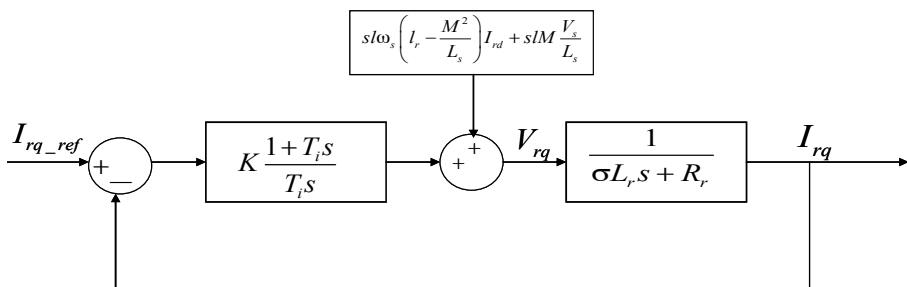 slω_s(l_r − M²/L_s)I_rd + slM V_s/L_s
I_rq_ref
+
—
K (1 + T_i s)/(T_i s)
+
+
V_rq
1/(σL_r s + R_r)
I_rq